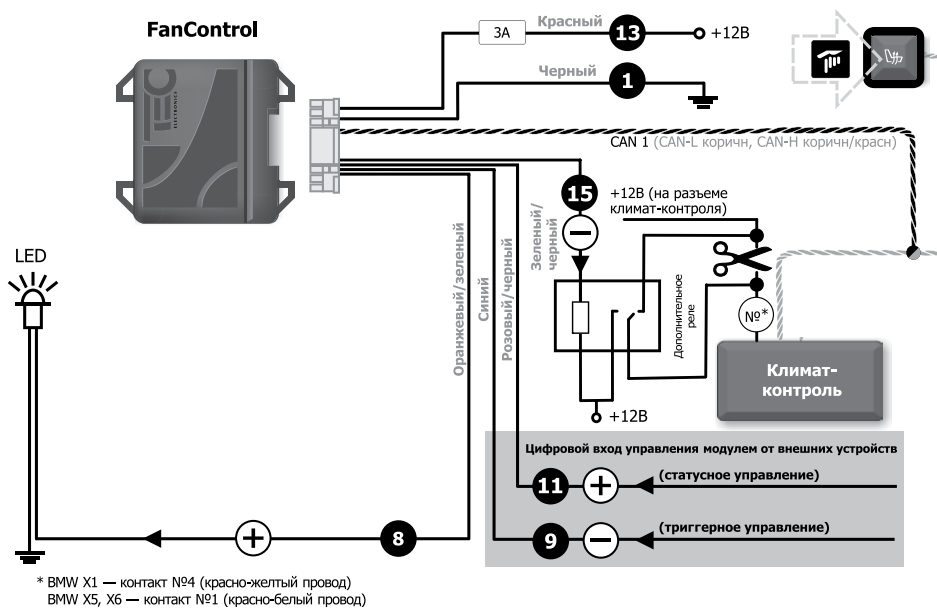 FanControl
TEC
ELECTRONICS
3А
Красный
13
+12В
Черный
1
CAN 1 (CAN-L коричн, CAN-H коричн/красн)
15
+12В (на разъеме
климат-контроля)
Зеленый/
черный
LED
Оранжевый/зеленый
Синий
Розовый/черный
Дополнительное
реле
№*
Климат-
контроль
+12В
Цифровой вход управления модулем от внешних устройств
11
(статусное управление)
8
9
(триггерное управление)
* BMW X1 — контакт №4 (красно-желтый провод)
BMW X5, X6 — контакт №1 (красно-белый провод)